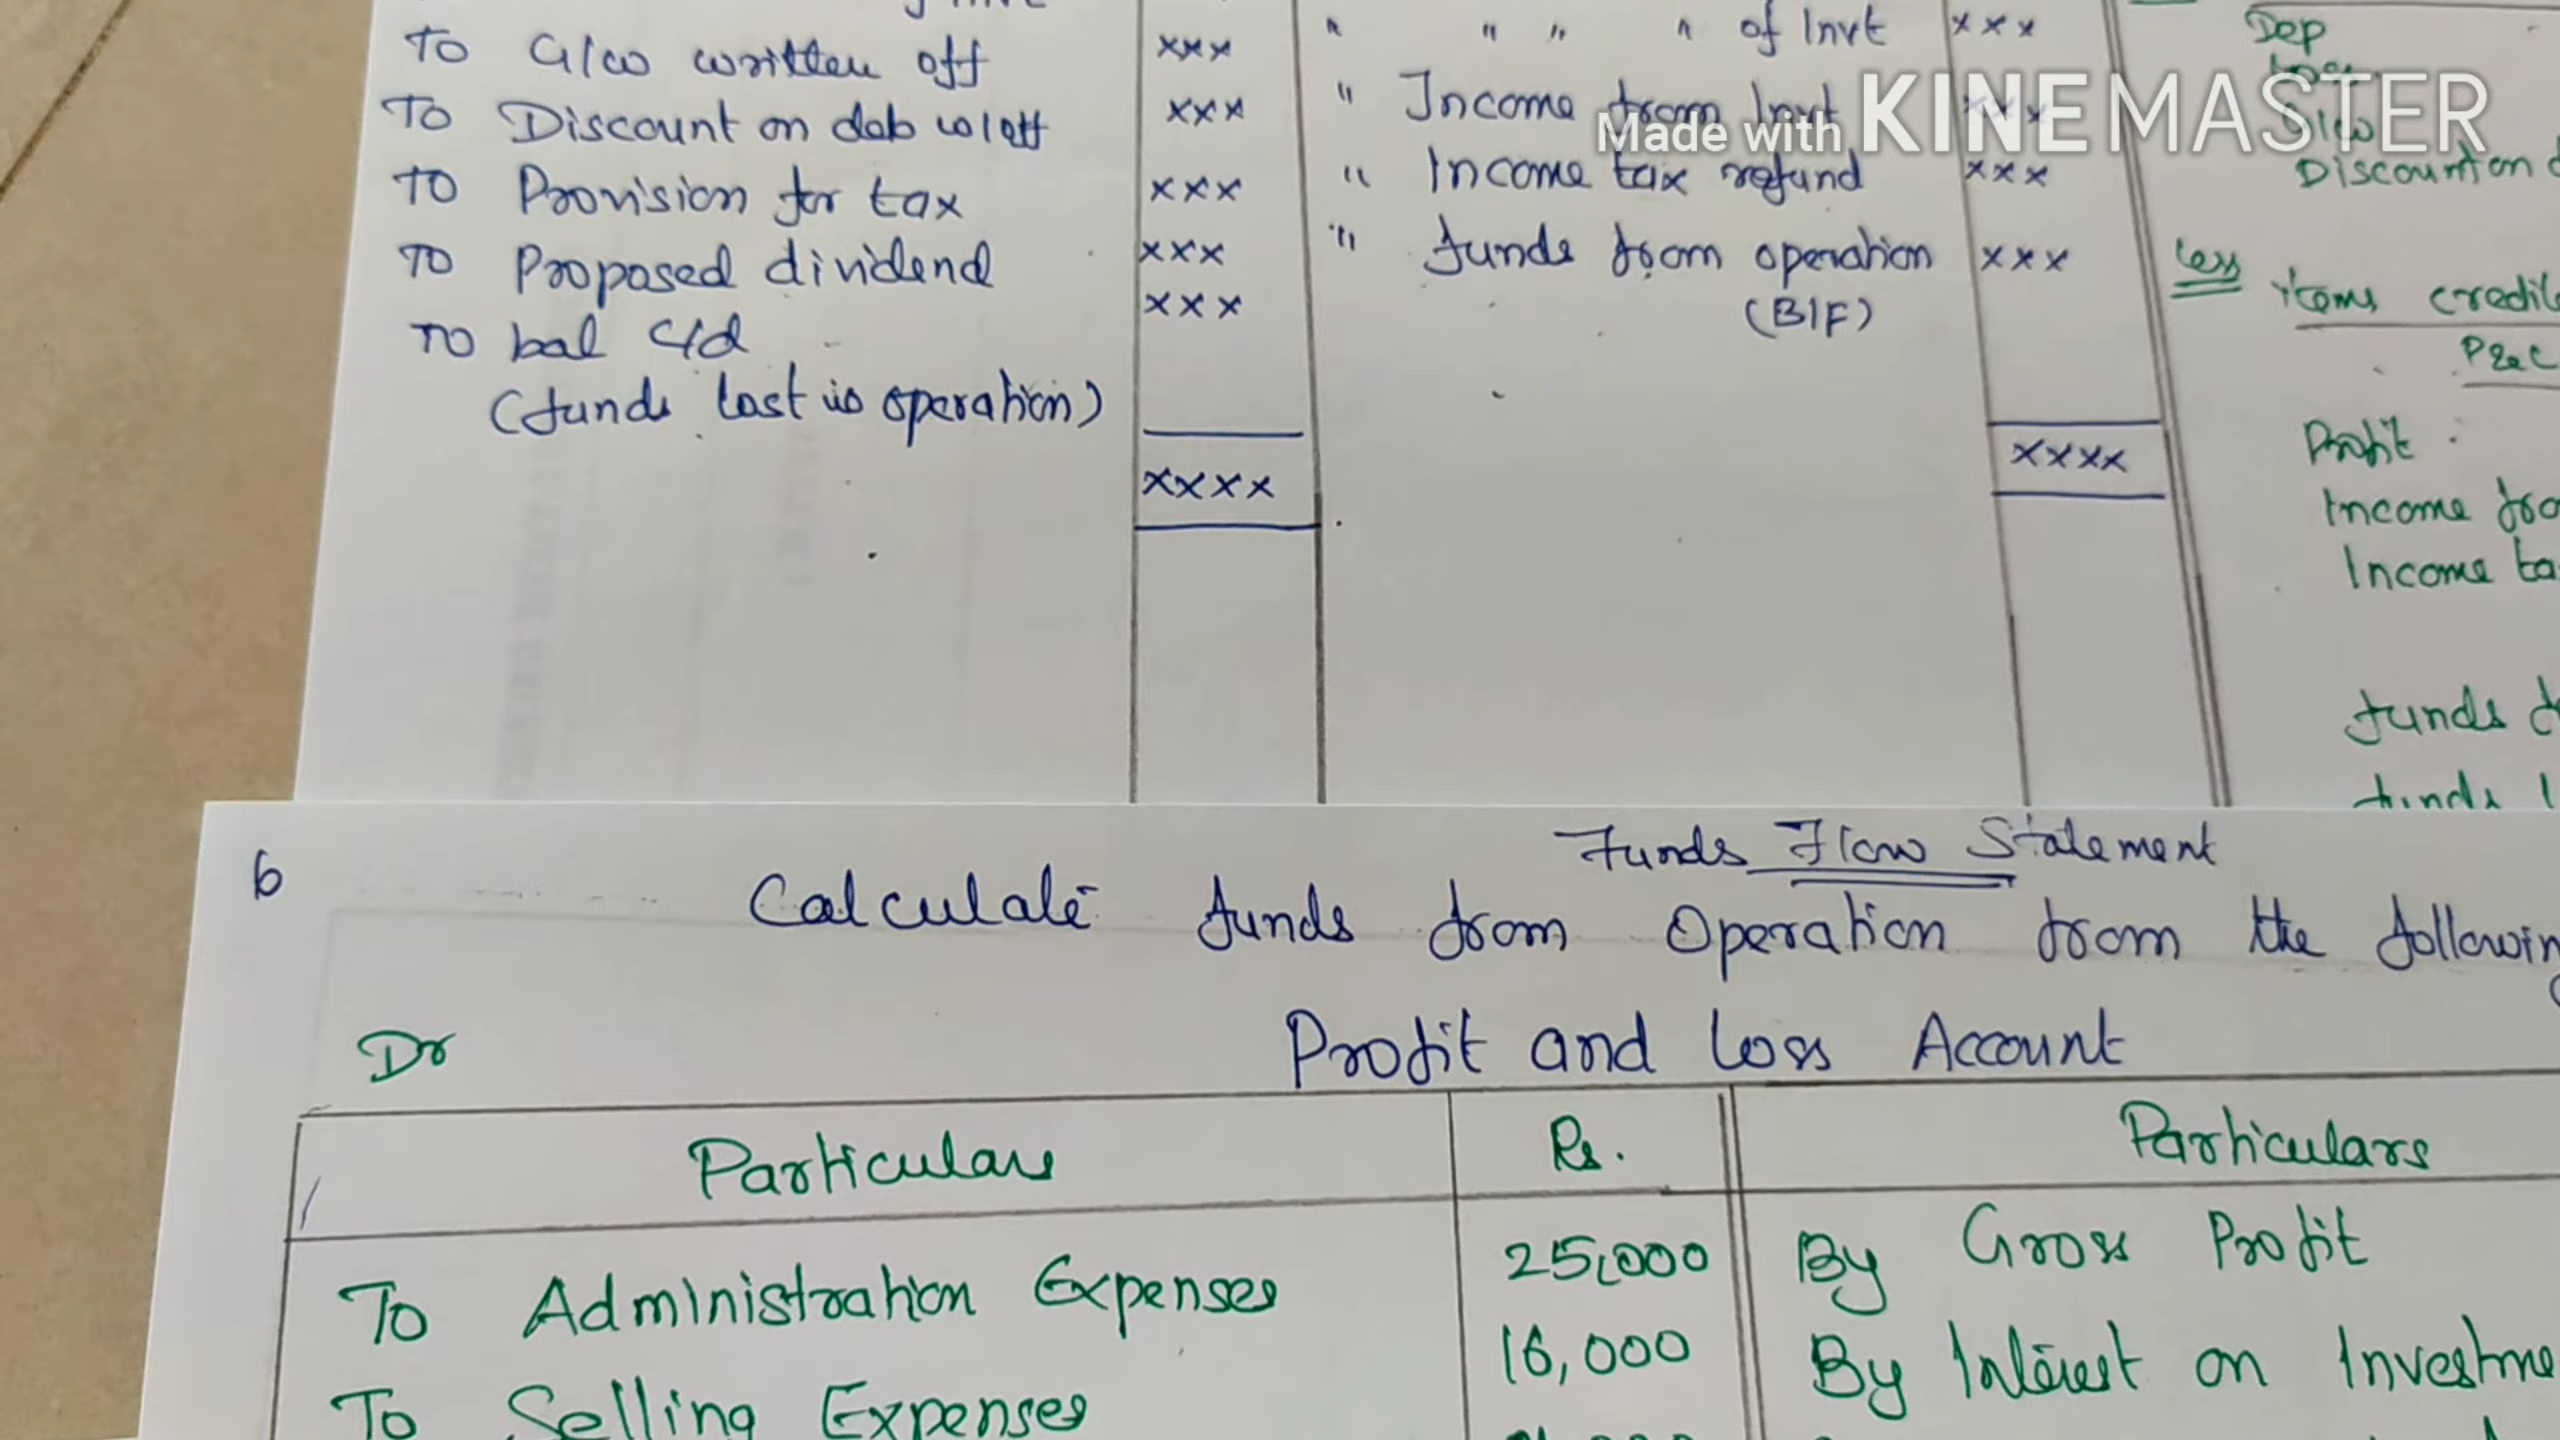 To G/w written off xxx " " " " of Invt xxx
To Discount on deb w/off xxx " Income from Invt
To Provision for tax xxx " Income tax refund xxx
To Proposed dividend xxx " funds from operation xxx
To bal c/d xxx (B/F)
(funds lost in operation)
xxxx xxxx
Dep
Loss
G/w
Discount on
Less items credit
P&L
Profit
Income fro
Income ta
funds f
funds l
Made with KINEMASTER
6 Funds Flow Statement
Calculate funds from Operation from the following
Dr Profit and Loss Account
Particulars Rs. Particulars
To Administration Expenses 25,000 By Gross Profit
To Selling Expenses 16,000 By Interest on Investme